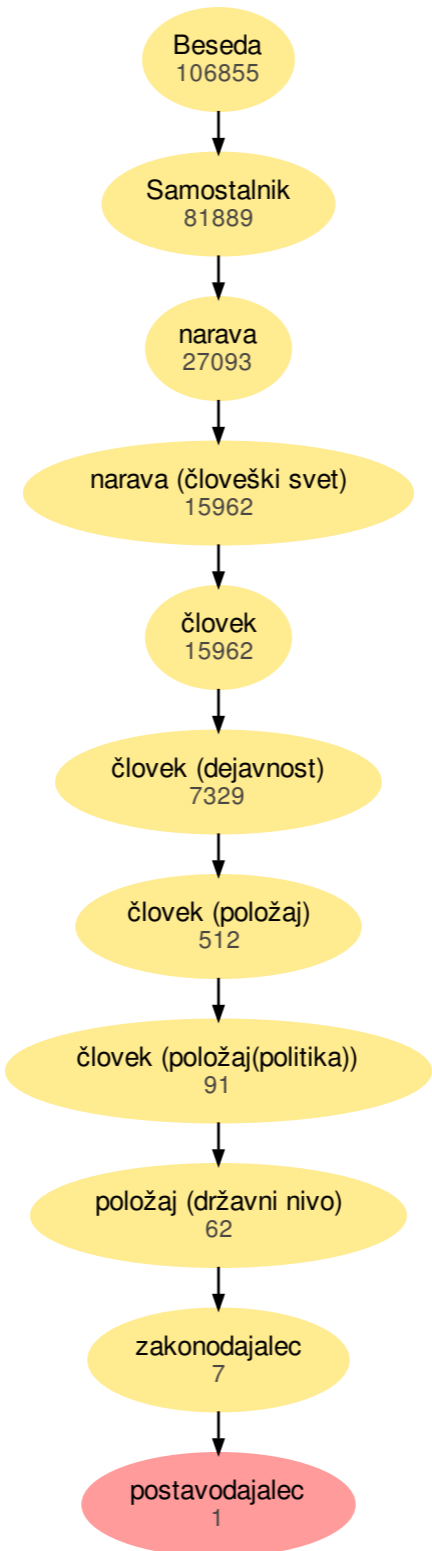 Beseda
106855
Samostalnik
81889
narava
27093
narava (človeški svet)
15962
človek
15962
človek (dejavnost)
7329
človek (položaj)
512
človek (položaj(politika))
91
položaj (državni nivo)
62
zakonodajalec
7
postavodajalec
1